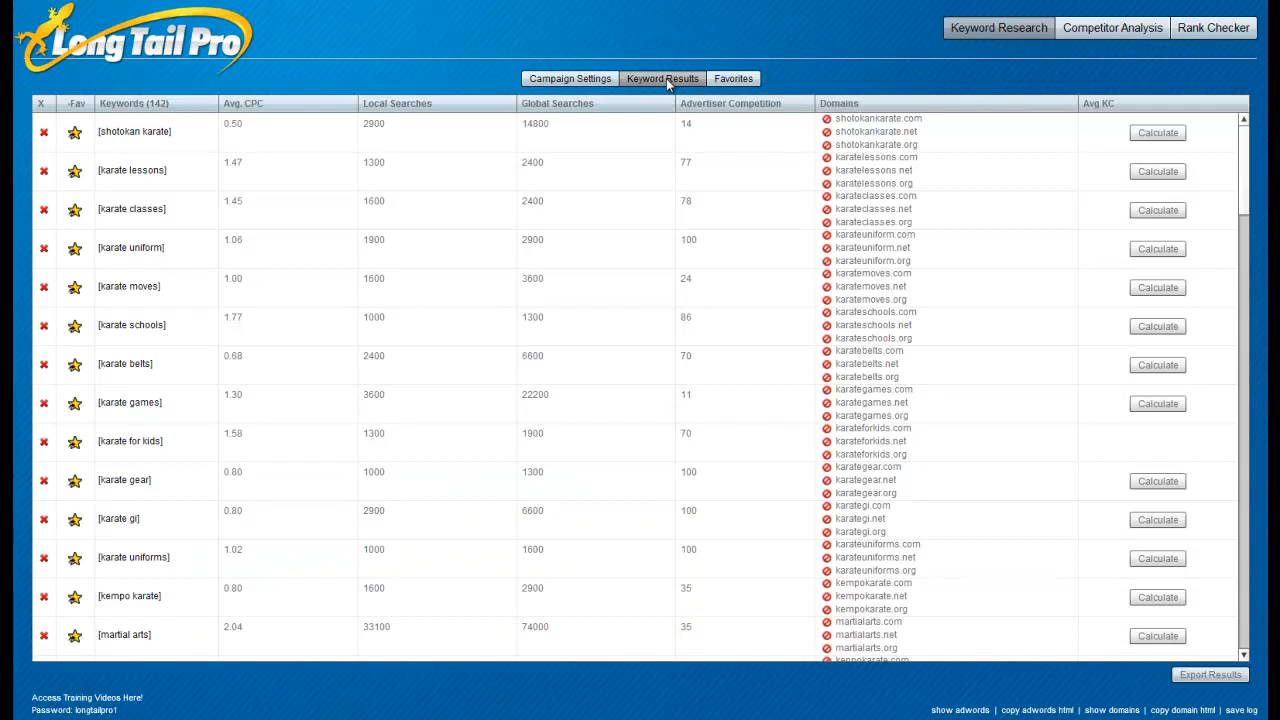 Long Tail Pro
Keyword Research Competitor Analysis Rank Checker
Campaign Settings Keyword Results Favorites
X -Fav Keywords (142) Avg. CPC Local Searches Global Searches Advertiser Competition Domains Avg KC
[shotokan karate] 0.50 2900 14800 14 shotokankarate.com Calculate
shotokankarate.net
shotokankarate.org
[karate lessons] 1.47 1300 2400 77 karatelessons.com Calculate
karatelessons.net
karatelessons.org
[karate classes] 1.45 1600 2400 78 karateclasses.com Calculate
karateclasses.net
karateclasses.org
[karate uniform] 1.06 1900 2900 100 karateuniform.com Calculate
karateuniform.net
karateuniform.org
[karate moves] 1.00 1600 3600 24 karatemoves.com Calculate
karatemoves.net
karatemoves.org
[karate schools] 1.77 1000 1300 86 karateschools.com Calculate
karateschools.net
karateschools.org
[karate belts] 0.68 2400 6600 70 karatebelts.com Calculate
karatebelts.net
karatebelts.org
[karate games] 1.30 3600 22200 11 karategames.com Calculate
karategames.net
karategames.org
[karate for kids] 1.58 1300 1900 70 karateforkids.com
karateforkids.net
karateforkids.org
[karate gear] 0.80 1000 1300 100 karategear.com Calculate
karategear.net
karategear.org
[karate gi] 0.80 2900 6600 100 karategi.com Calculate
karategi.net
karategi.org
[karate uniforms] 1.02 1000 1600 100 karateuniforms.com Calculate
karateuniforms.net
karateuniforms.org
[kempo karate] 0.80 1600 2900 35 kempokarate.com Calculate
kempokarate.net
kempokarate.org
[martial arts] 2.04 33100 74000 35 martialarts.com Calculate
martialarts.net
martialarts.org
Export Results
Access Training Videos Here!
Password: longtailpro1
show adwords | copy adwords html | show domains | copy domain html | save log